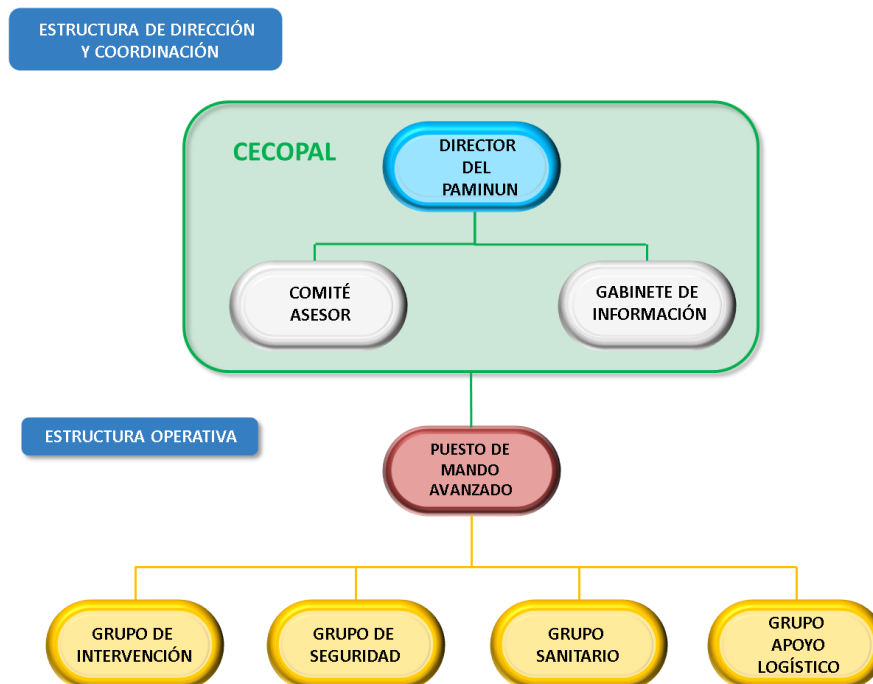 ESTRUCTURA DE DIRECCIÓN
Y COORDINACIÓN
CECOPAL
DIRECTOR
DEL
PAMINUN
COMITÉ
ASESOR
GABINETE DE
INFORMACIÓN
ESTRUCTURA OPERATIVA
PUESTO DE
MANDO
AVANZADO
GRUPO DE
INTERVENCIÓN
GRUPO DE
SEGURIDAD
GRUPO
SANITARIO
GRUPO
APOYO
LOGÍSTICO